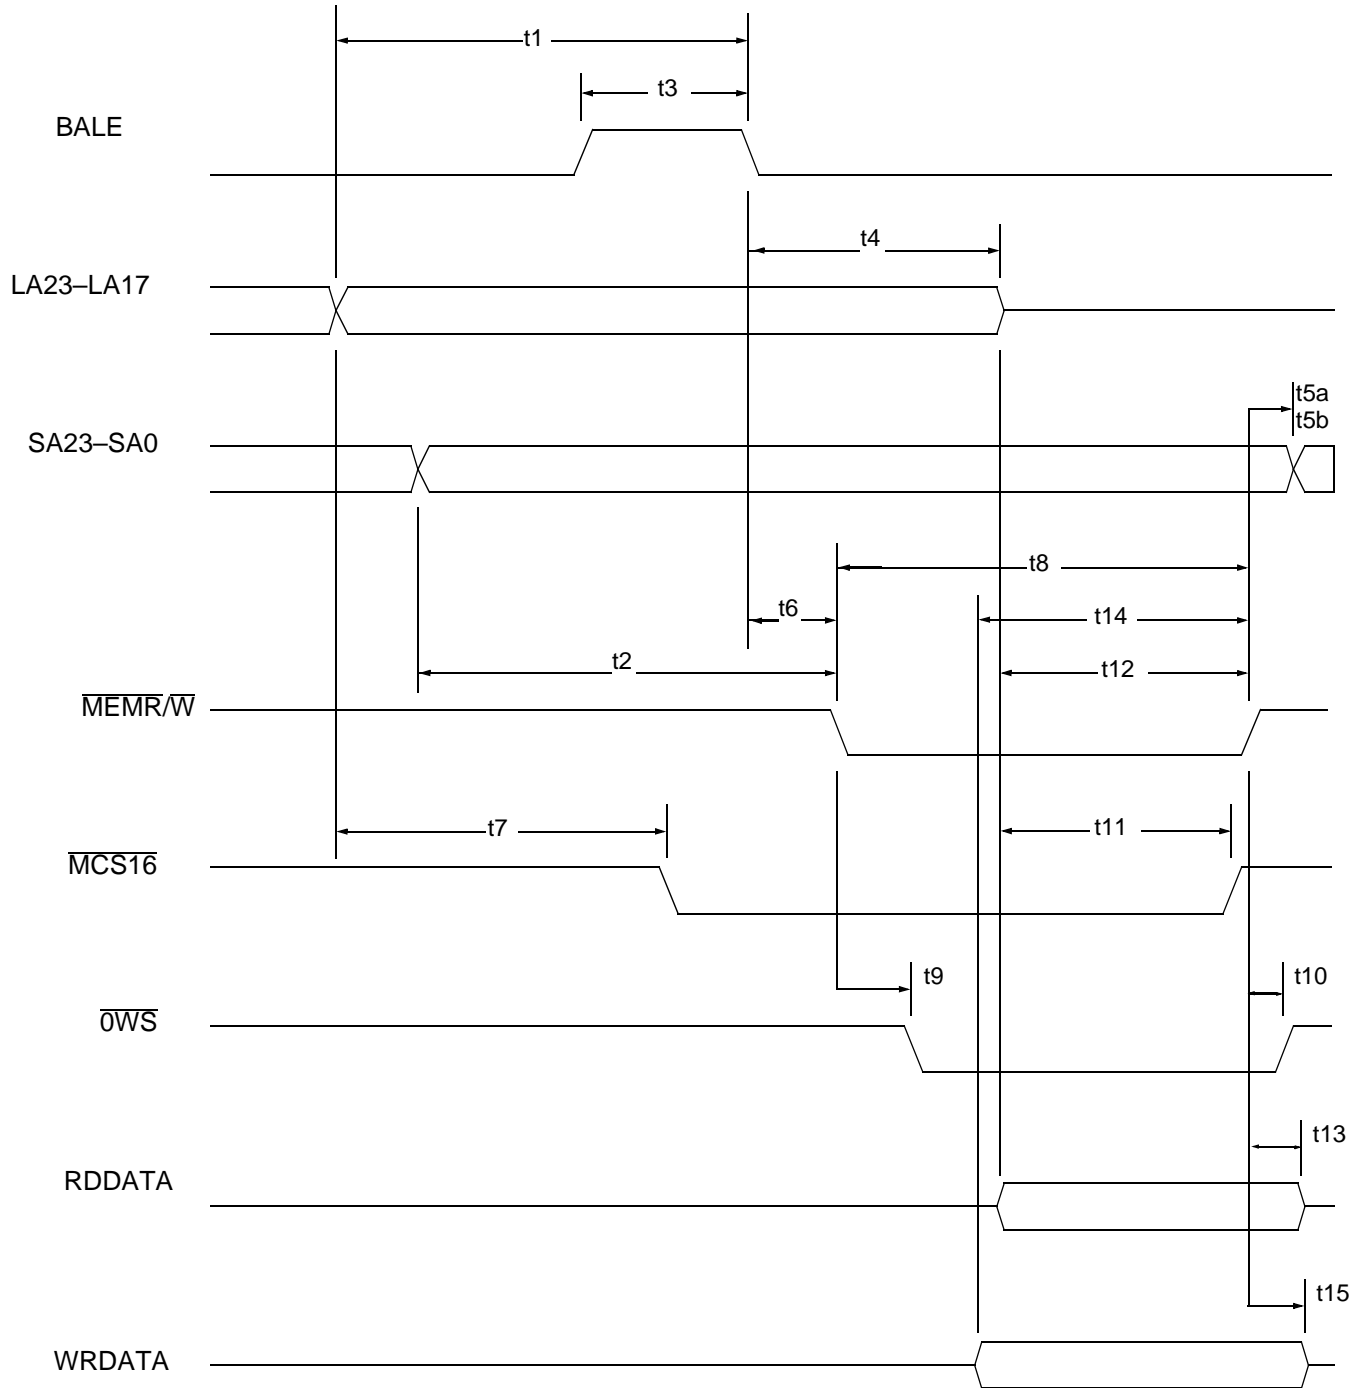 t1
t3
BALE
t4
LA23–LA17
t5a
t5b
SA23–SA0
t8
t6
t14
t2
t12
MEMR/W
t7
t11
MCS16
t9
t10
0WS
t13
RDDATA
t15
WRDATA